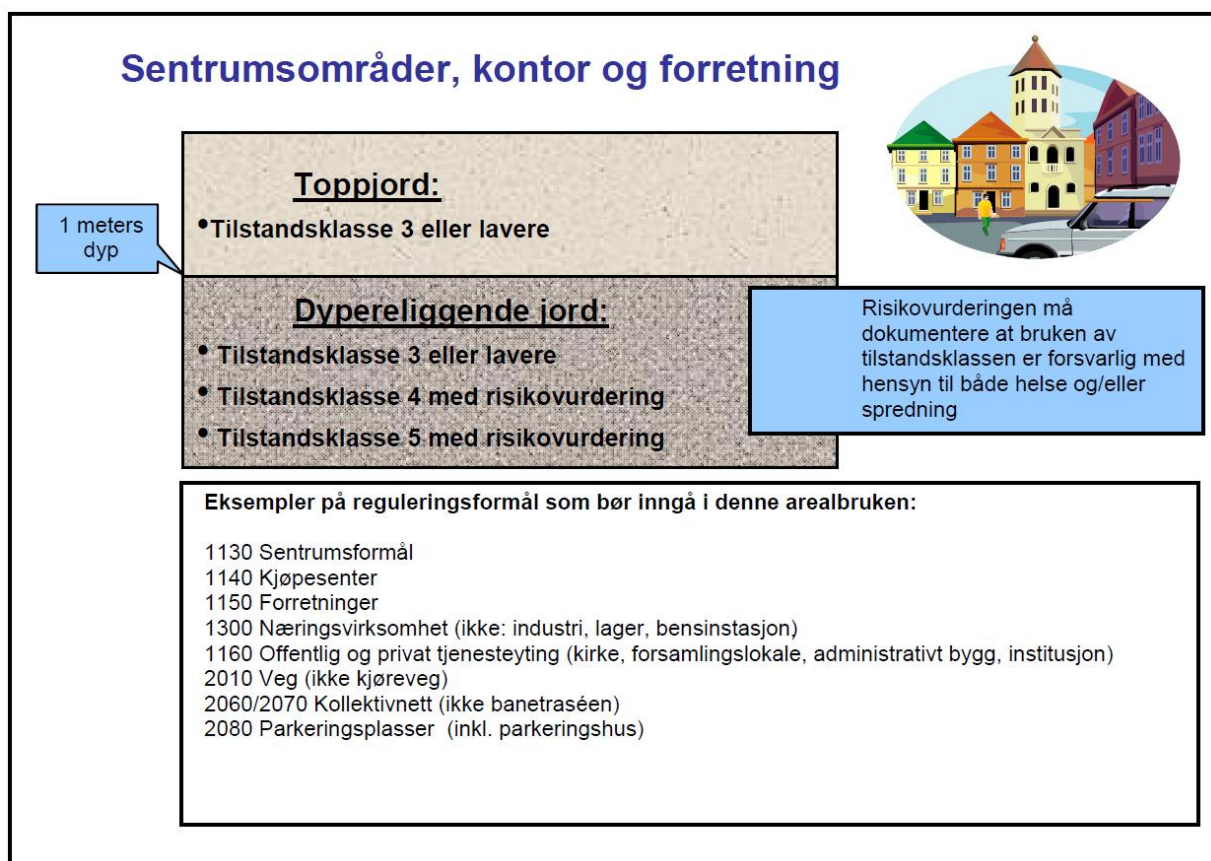 Sentrumsområder, kontor og forretning
Toppjord:
•Tilstandsklasse 3 eller lavere
1 meters
dyp
Dypereliggende jord:
• Tilstandsklasse 3 eller lavere
• Tilstandsklasse 4 med risikovurdering
• Tilstandsklasse 5 med risikovurdering
Risikovurderingen må
dokumentere at bruken av
tilstandsklassen er forsvarlig med
hensyn til både helse og/eller
spredning
Eksempler på reguleringsformål som bør inngå i denne arealbruken:
1130 Sentrumsformål
1140 Kjøpesenter
1150 Forretninger
1300 Næringsvirksomhet (ikke: industri, lager, bensinstasjon)
1160 Offentlig og privat tjenesteyting (kirke, forsamlingslokale, administrativt bygg, institusjon)
2010 Veg (ikke kjøreveg)
2060/2070 Kollektivnett (ikke banetraséen)
2080 Parkeringsplasser (inkl. parkeringshus)